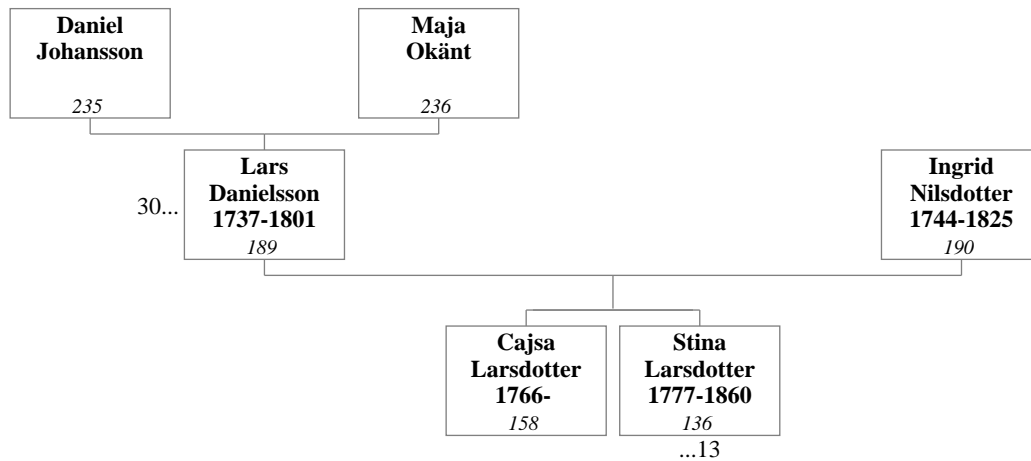 Daniel
Johansson
235
Maja
Okänt
236
30...
Lars
Danielsson
1737-1801
189
Ingrid
Nilsdotter
1744-1825
190
Cajsa
Larsdotter
1766-
158
Stina
Larsdotter
1777-1860
136
...13